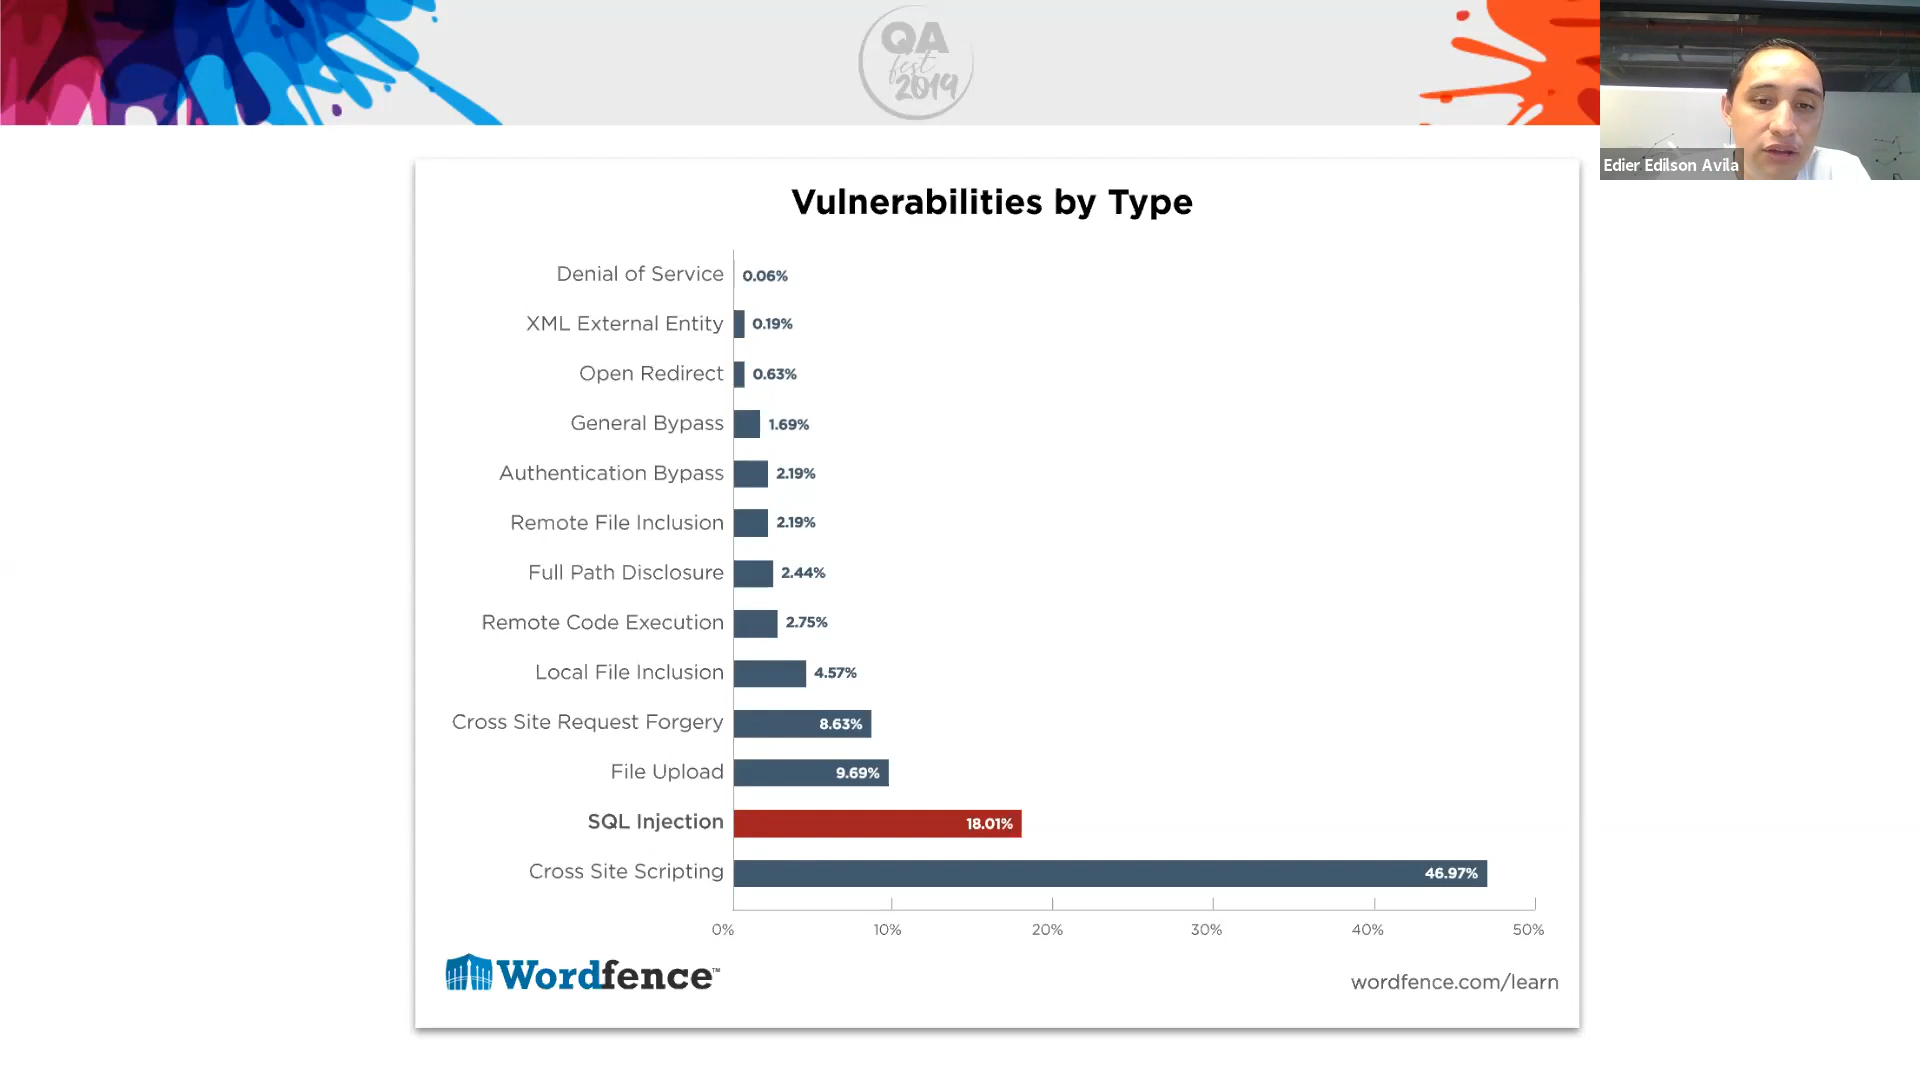 QA
fest
2019
Edier Edilson Avila
Vulnerabilities by Type
Denial of Service 0.06%
XML External Entity 0.19%
Open Redirect 0.63%
General Bypass 1.69%
Authentication Bypass 2.19%
Remote File Inclusion 2.19%
Full Path Disclosure 2.44%
Remote Code Execution 2.75%
Local File Inclusion 4.57%
Cross Site Request Forgery 8.63%
File Upload 9.69%
SQL Injection 18.01%
Cross Site Scripting 46.97%
0% 10% 20% 30% 40% 50%
Wordfence™ wordfence.com/learn